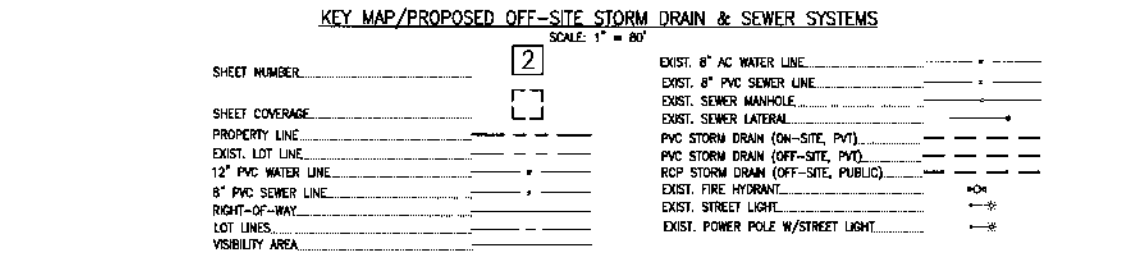 KEY MAP/PROPOSED OFF-SITE STORM DRAIN & SEWER SYSTEMS
SCALE: 1" = 80'
SHEET NUMBER
2
SHEET COVERAGE
PROPERTY LINE
EXIST. LOT LINE
12" PVC WATER LINE
8" PVC SEWER LINE
RIGHT-OF-WAY
LOT LINES
VISIBILITY AREA
EXIST. 8" AC WATER LINE
EXIST. 8" PVC SEWER LINE
EXIST. SEWER MANHOLE
EXIST. SEWER LATERAL
PVC STORM DRAIN (ON-SITE, PVT)
PVC STORM DRAIN (OFF-SITE, PVT)
RCP STORM DRAIN (OFF-SITE, PUBLIC)
EXIST. FIRE HYDRANT
EXIST. STREET LIGHT
EXIST. POWER POLE W/STREET LIGHT